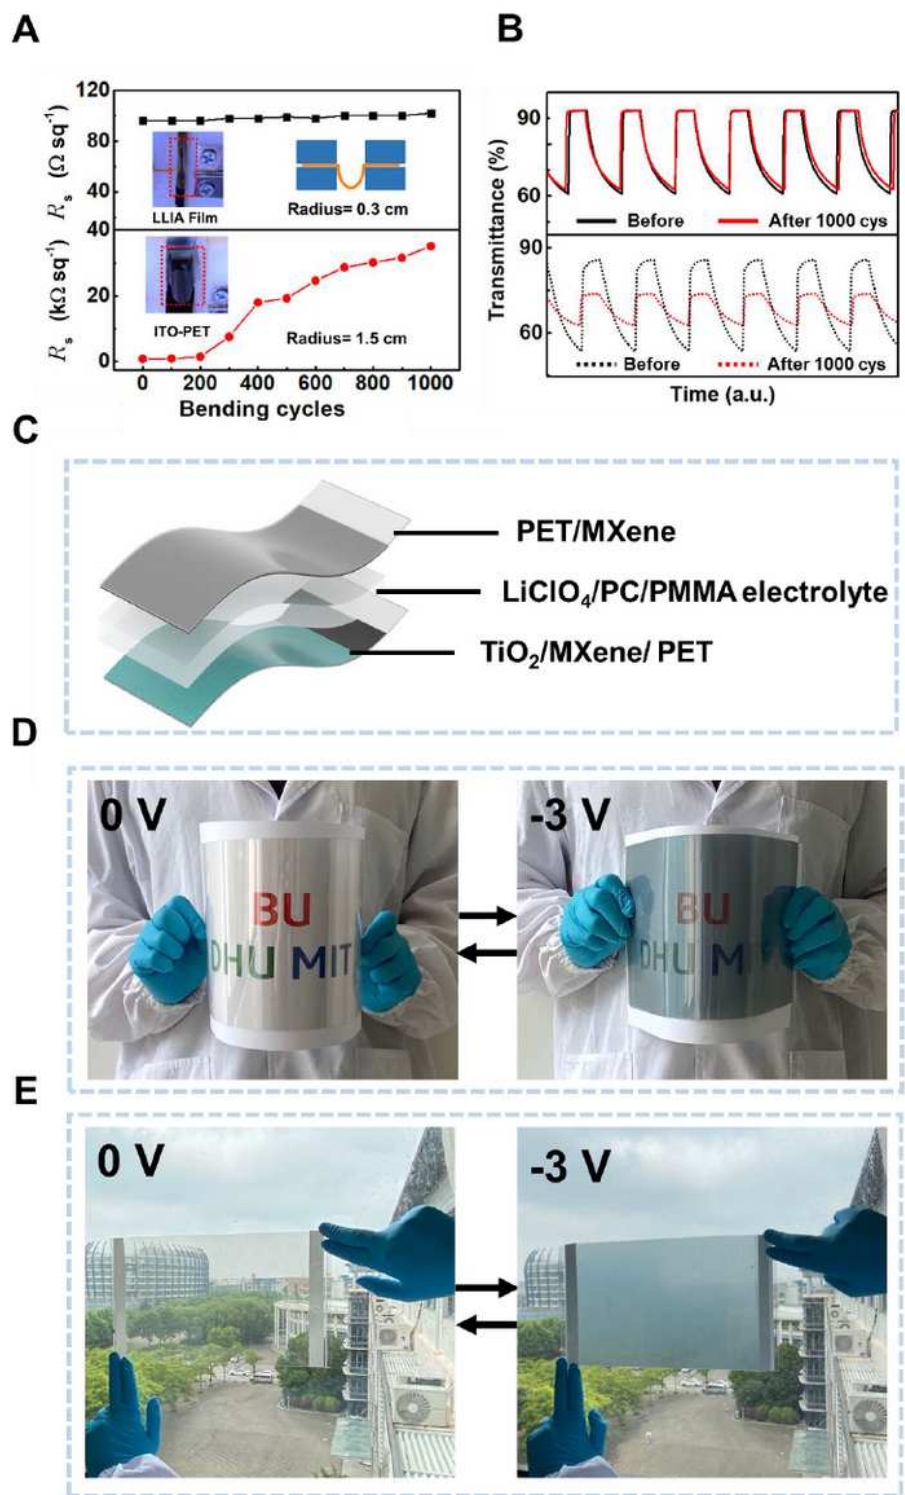 A
B
120
80
40
R_s (Ω sq⁻¹)
LLIA Film
Radius= 0.3 cm
40
20
0
R_s (kΩ sq⁻¹)
ITO-PET
Radius= 1.5 cm
0 200 400 600 800 1000
Bending cycles
90
60
Before After 1000 cys
90
60
Before After 1000 cys
Transmittance (%)
Time (a.u.)
C
PET/MXene
LiClO₄/PC/PMMA electrolyte
TiO₂/MXene/ PET
D
0 V
BU
DHU MIT
-3 V
BU
DHU MIT
E
0 V
-3 V